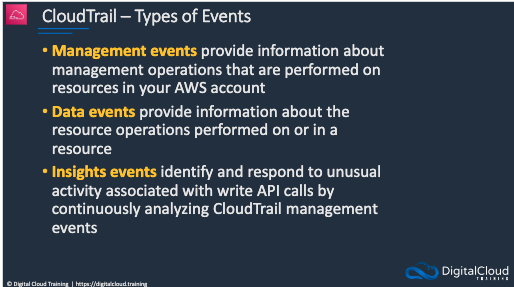 CloudTrail – Types of Events
• Management events provide information about
management operations that are performed on
resources in your AWS account
• Data events provide information about the
resource operations performed on or in a
resource
• Insights events identify and respond to unusual
activity associated with write API calls by
continuously analyzing CloudTrail management
events
DigitalCloud
TRAINING
© Digital Cloud Training | https://digitalcloud.training